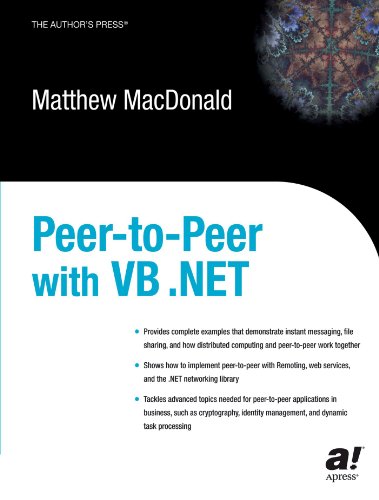 THE AUTHOR'S PRESS®
Matthew MacDonald
Peer-to-Peer
with VB .NET
• Provides complete examples that demonstrate instant messaging, file
sharing, and how distributed computing and peer-to-peer work together
• Shows how to implement peer-to-peer with Remoting, web services,
and the .NET networking library
• Tackles advanced topics needed for peer-to-peer applications in
business, such as cryptography, identity management, and dynamic
task processing
a!
Apress®